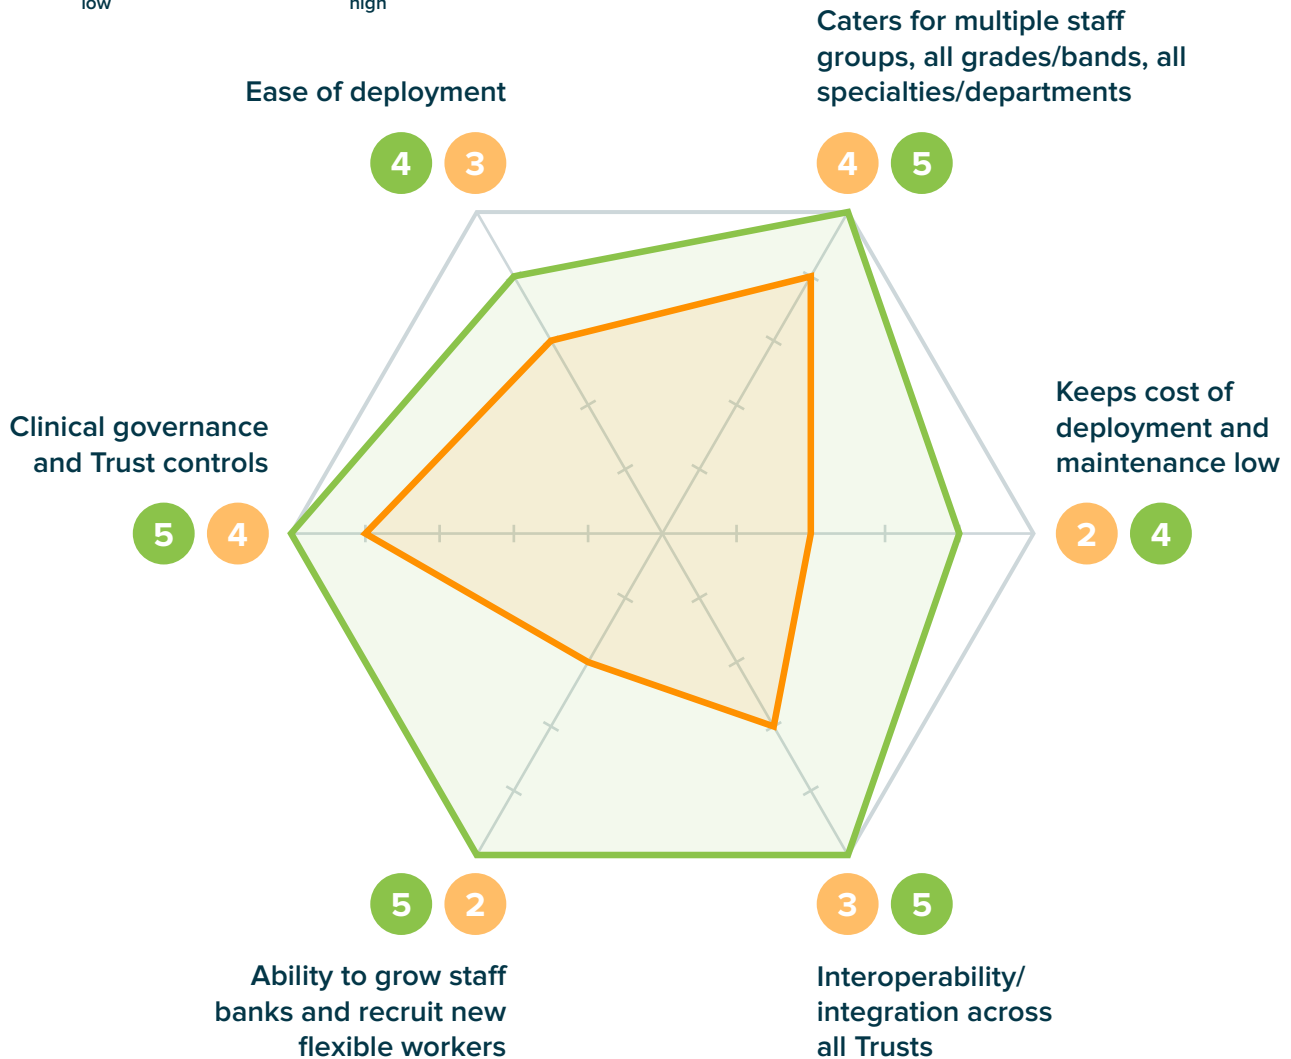 low
high
Caters for multiple staff
groups, all grades/bands, all
specialties/departments
Ease of deployment
4 3
4 5
Keeps cost of
deployment and
maintenance low
Clinical governance
and Trust controls
5 4
2 4
5 2
3 5
Ability to grow staff
banks and recruit new
flexible workers
Interoperability/
integration across
all Trusts